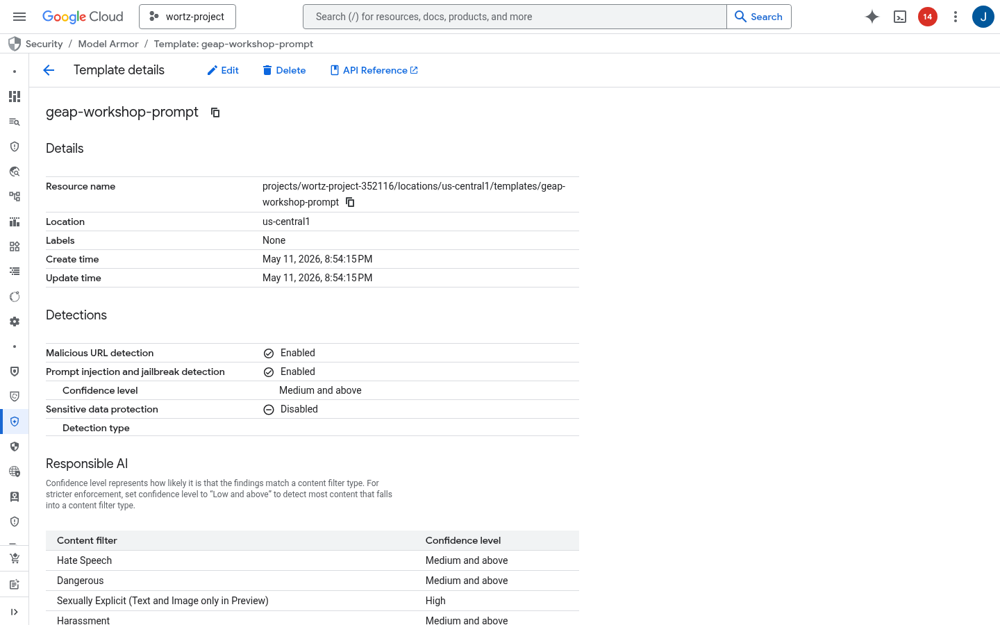 Google Cloud
wortz-project
Search (/) for resources, docs, products, and more
Search
14
J
Security / Model Armor / Template: geap-workshop-prompt
Template details
Edit
Delete
API Reference
geap-workshop-prompt
Details
Resource name
projects/wortz-project-352116/locations/us-central1/templates/geap-
workshop-prompt
Location us-central1
Labels None
Create time May 11, 2026, 8:54:15 PM
Update time May 11, 2026, 8:54:15 PM
Detections
Malicious URL detection Enabled
Prompt injection and jailbreak detection Enabled
Confidence level Medium and above
Sensitive data protection Disabled
Detection type
Responsible AI
Confidence level represents how likely it is that the findings match a content filter type. For
stricter enforcement, set confidence level to “Low and above” to detect most content that falls
into a content filter type.
Content filter Confidence level
Hate Speech Medium and above
Dangerous Medium and above
Sexually Explicit (Text and Image only in Preview) High
Harassment Medium and above